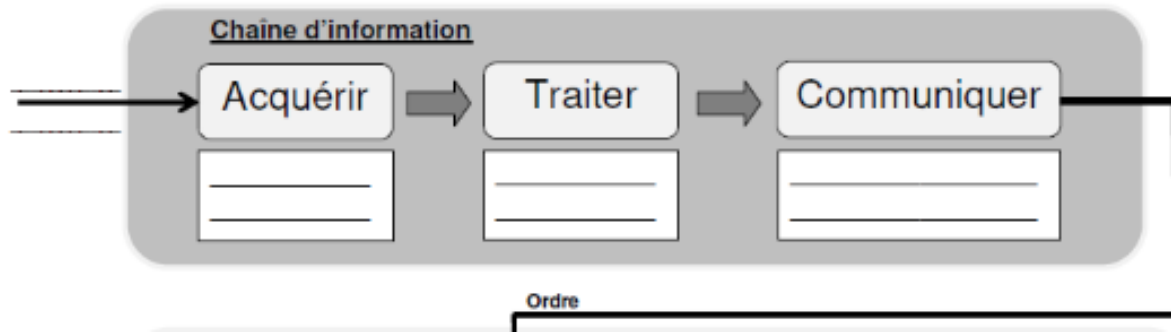 Chaîne d'information
Acquérir
Traiter
Communiquer
Ordre